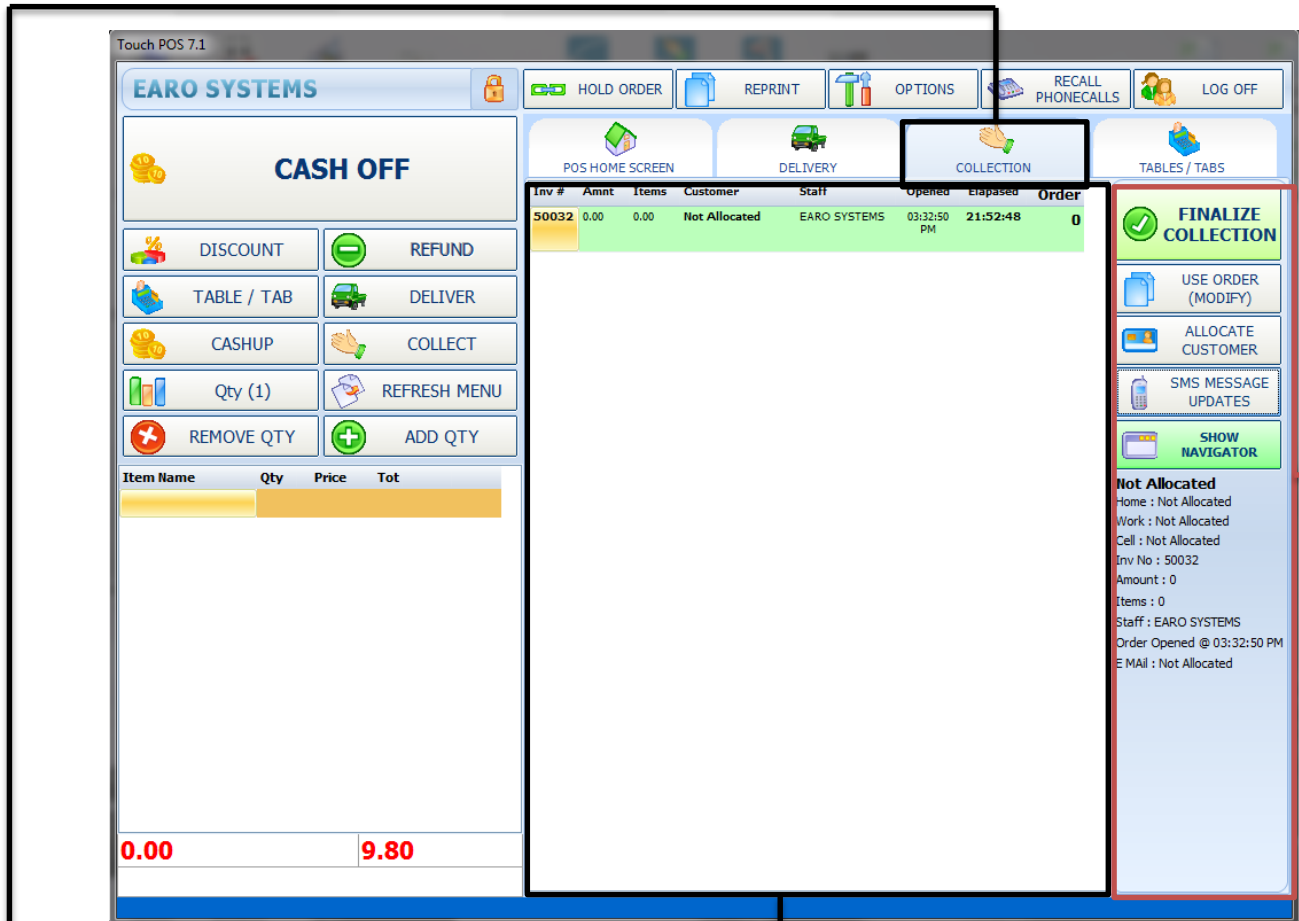 Touch POS 7.1
EARO SYSTEMS
HOLD ORDER
REPRINT
OPTIONS
RECALL
PHONECALLS
LOG OFF
CASH OFF
POS HOME SCREEN
DELIVERY
COLLECTION
TABLES / TABS
DISCOUNT
REFUND
TABLE / TAB
DELIVER
CASHUP
COLLECT
Qty (1)
REFRESH MENU
REMOVE QTY
ADD QTY
Item Name Qty Price Tot
0.00 9.80
Inv # Amnt Items Customer Staff Opened Elapased Order
50032 0.00 0.00 Not Allocated EARO SYSTEMS 03:32:50 21:52:48 0
PM
FINALIZE
COLLECTION
USE ORDER
(MODIFY)
ALLOCATE
CUSTOMER
SMS MESSAGE
UPDATES
SHOW
NAVIGATOR
Not Allocated
Home : Not Allocated
Work : Not Allocated
Cell : Not Allocated
Inv No : 50032
Amount : 0
Items : 0
Staff : EARO SYSTEMS
Order Opened @ 03:32:50 PM
E MAil : Not Allocated